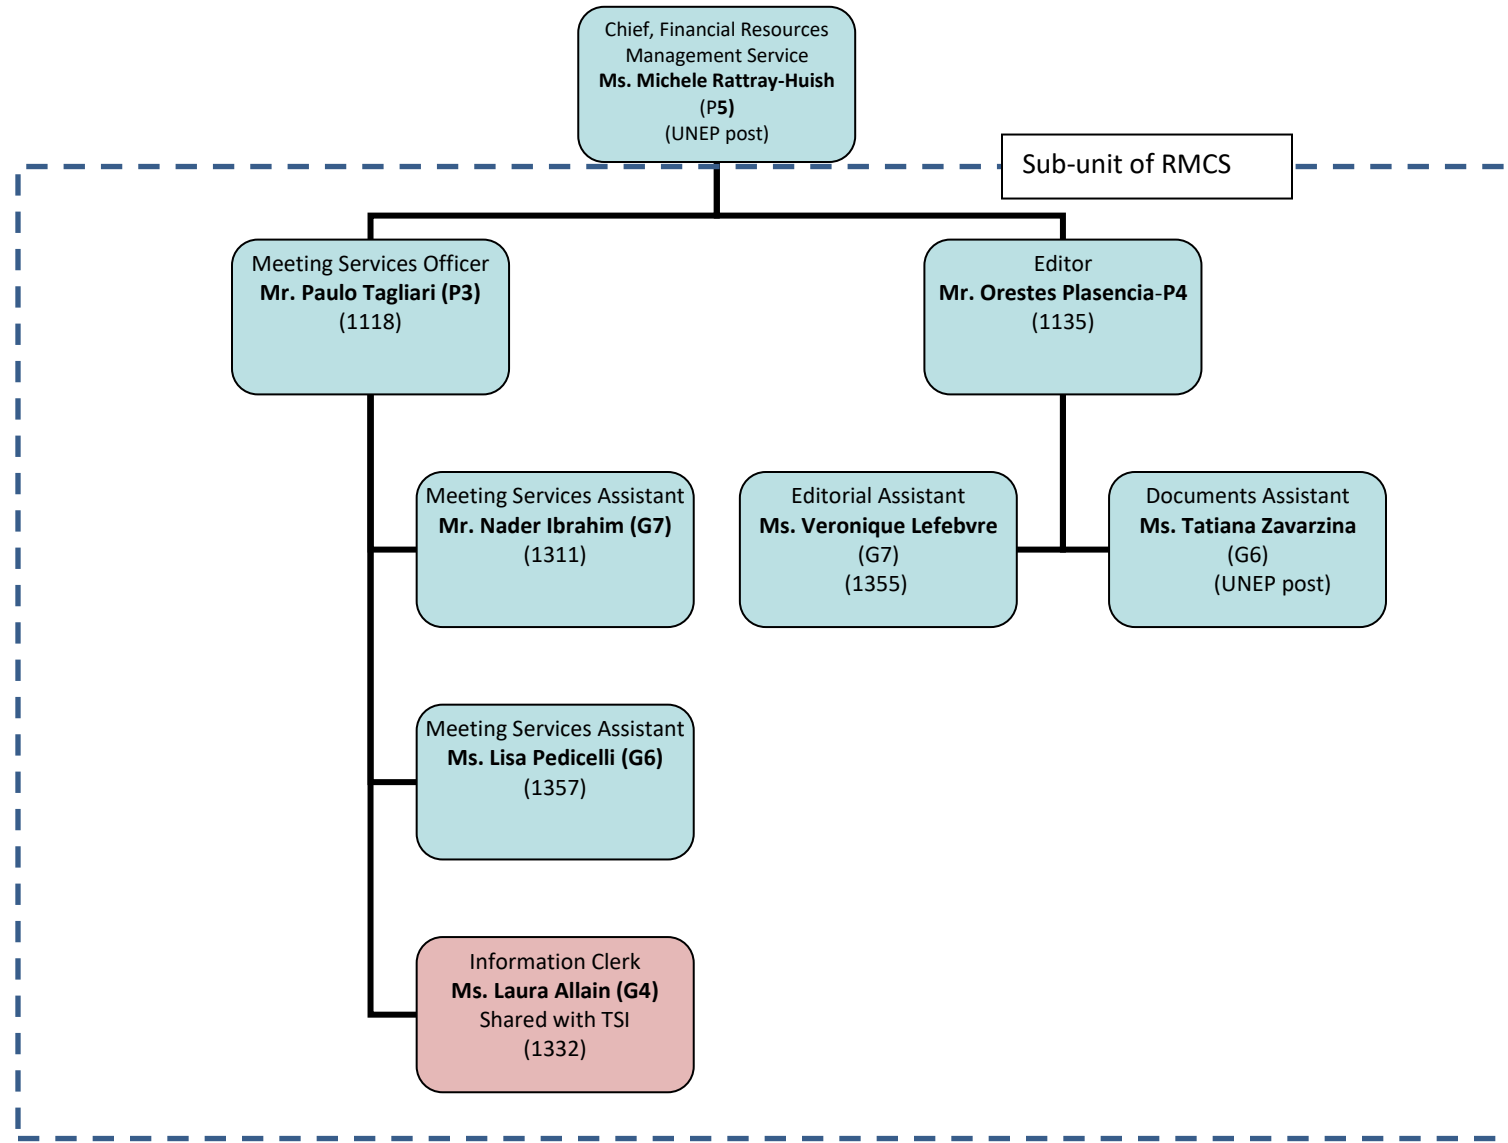 Chief, Financial Resources
Management Service
Ms. Michele Rattray-Huish
(P5)
(UNEP post)
Sub-unit of RMCS
Meeting Services Officer
Mr. Paulo Tagliari (P3)
(1118)
Editor
Mr. Orestes Plasencia-P4
(1135)
Meeting Services Assistant
Mr. Nader Ibrahim (G7)
(1311)
Editorial Assistant
Ms. Veronique Lefebvre
(G7)
(1355)
Documents Assistant
Ms. Tatiana Zavarzina
(G6)
(UNEP post)
Meeting Services Assistant
Ms. Lisa Pedicelli (G6)
(1357)
Information Clerk
Ms. Laura Allain (G4)
Shared with TSI
(1332)